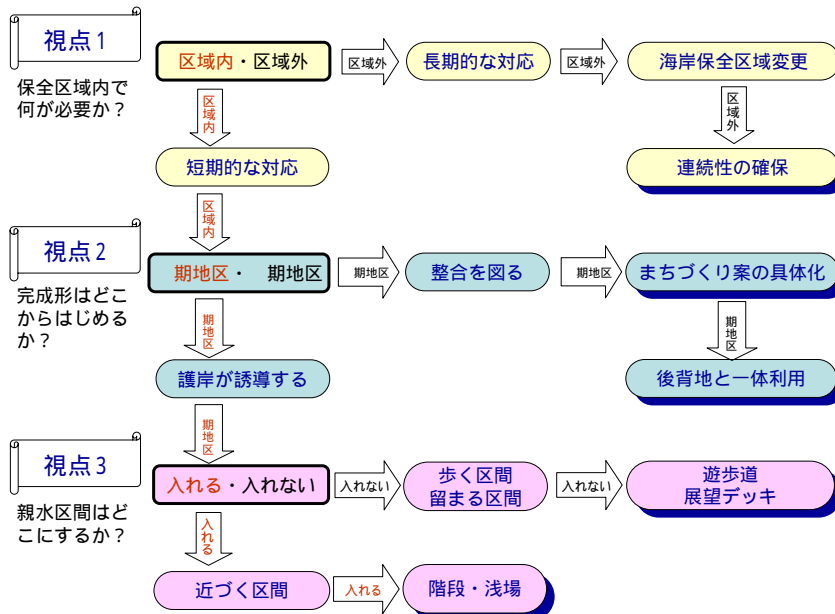 視点1
保全区域内で
何が必要か？
区域内・区域外
区域外
長期的な対応
区域外
海岸保全区域変更
区域内
区域外
短期的な対応
連続性の確保
区域内
視点2
完成形はどこ
からはじめる
か？
期地区・　期地区
期地区
整合を図る
期地区
まちづくり案の具体化
期地区
期地区
護岸が誘導する
後背地と一体利用
期地区
視点3
親水区間はど
こにするか？
入れる・入れない
入れない
歩く区間
留まる区間
入れない
遊歩道
展望デッキ
入れる
近づく区間
入れる
階段・浅場